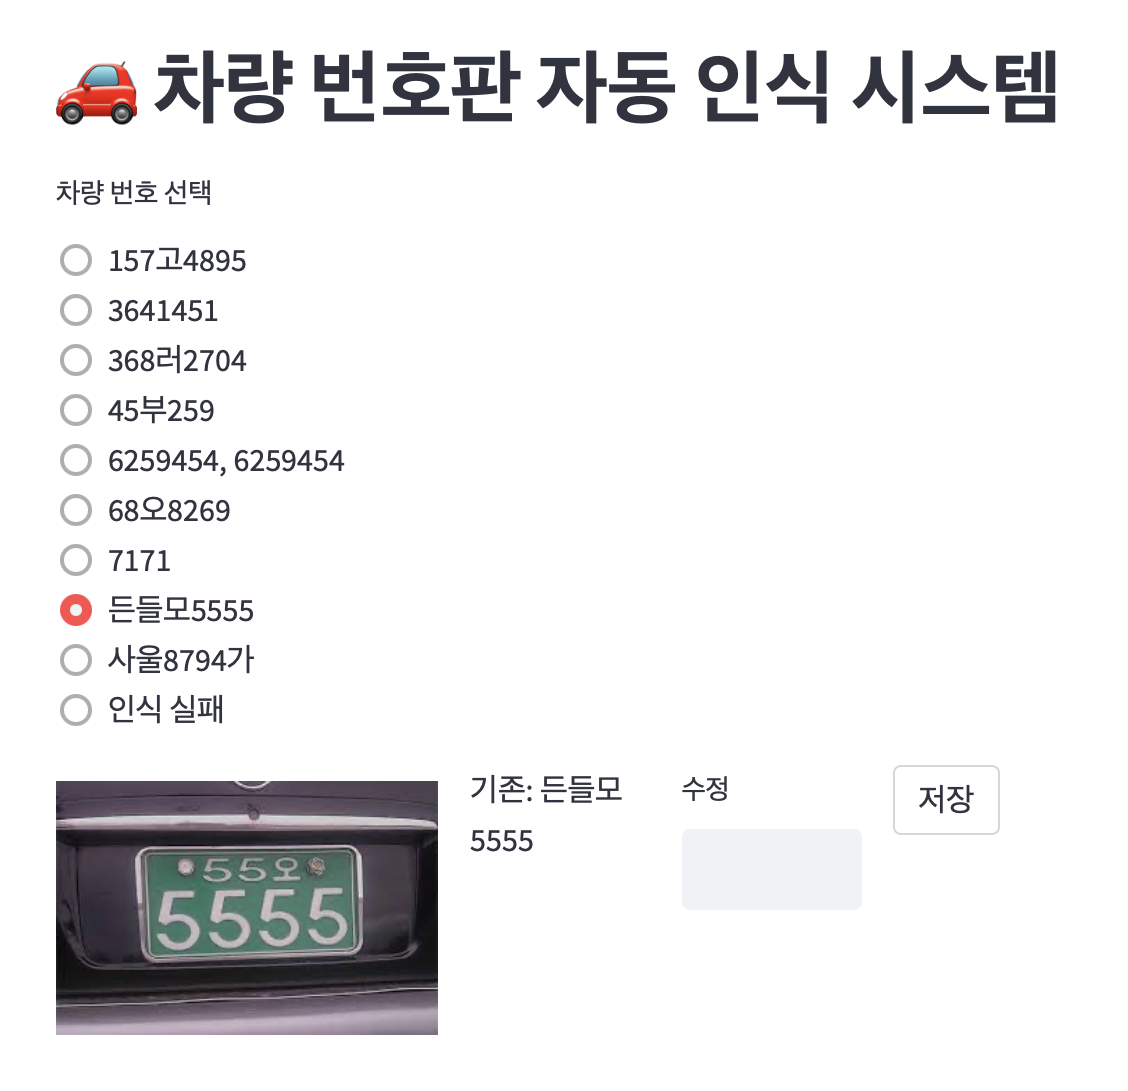 차량 번호판 자동 인식 시스템
차량 번호 선택
157고4895
3641451
368러2704
45부259
6259454, 6259454
68오8269
7171
든들모5555
사울8794가
인식 실패
55오
5555
기존: 든들모
5555
수정
저장